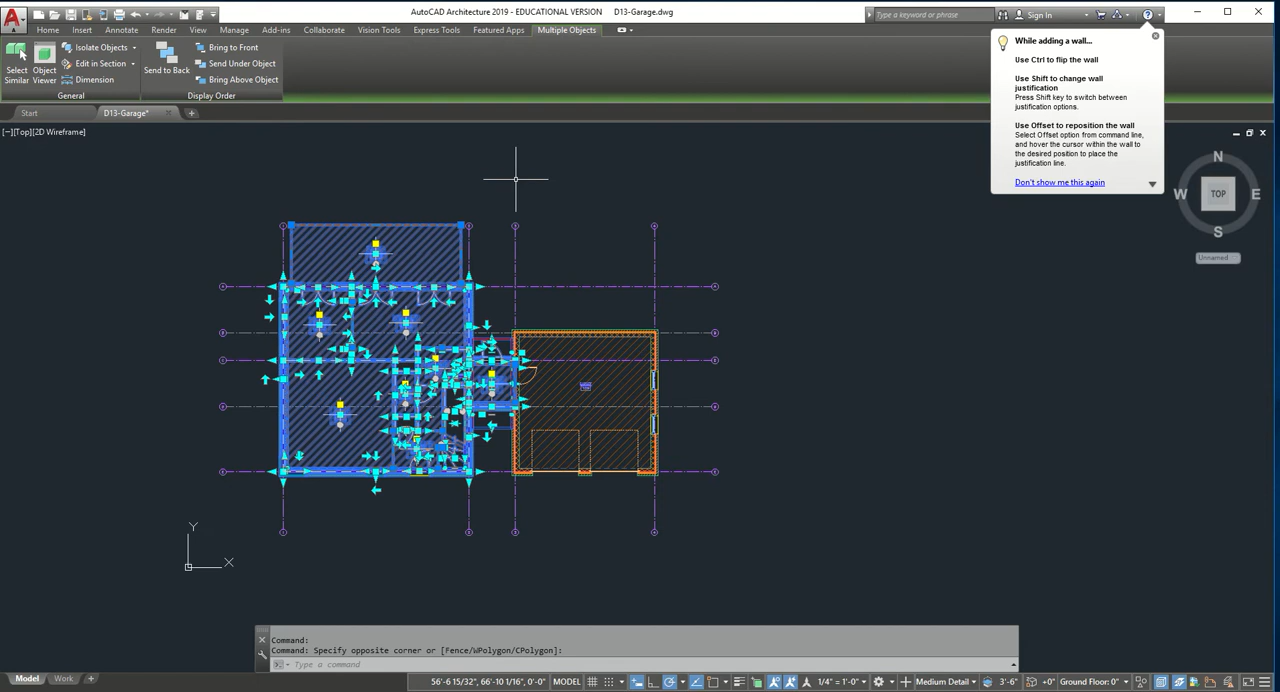 AutoCAD Architecture 2019 - EDUCATIONAL VERSION D13-Garage.dwg
Type a keyword or phrase
Sign In
Home Insert Annotate Render View Manage Add-ins Collaborate Vision Tools Express Tools Featured Apps Multiple Objects
Select
Similar
Object
Viewer
Isolate Objects
Edit in Section
Dimension
General
Send to Back
Bring to Front
Send Under Object
Bring Above Object
Display Order
Start
D13-Garage*
[−][Top][2D Wireframe]
While adding a wall...
Use Ctrl to flip the wall
Use Shift to change wall
justification
Press Shift key to switch between
justification options.
Use Offset to reposition the wall
Select Offset option from command line,
and hover the cursor within the wall to
the desired position to place the
justification line.
Don't show me this again
N
W
TOP
E
S
Unnamed
Y
X
Command:
Command: Specify opposite corner or [Fence/WPolygon/CPolygon]:
Type a command
Model Work
56'-6 15/32", 66'-10 1/16", 0'-0" MODEL
1/4" = 1'-0"
Medium Detail
3'-6"
+0"
Ground Floor: 0"